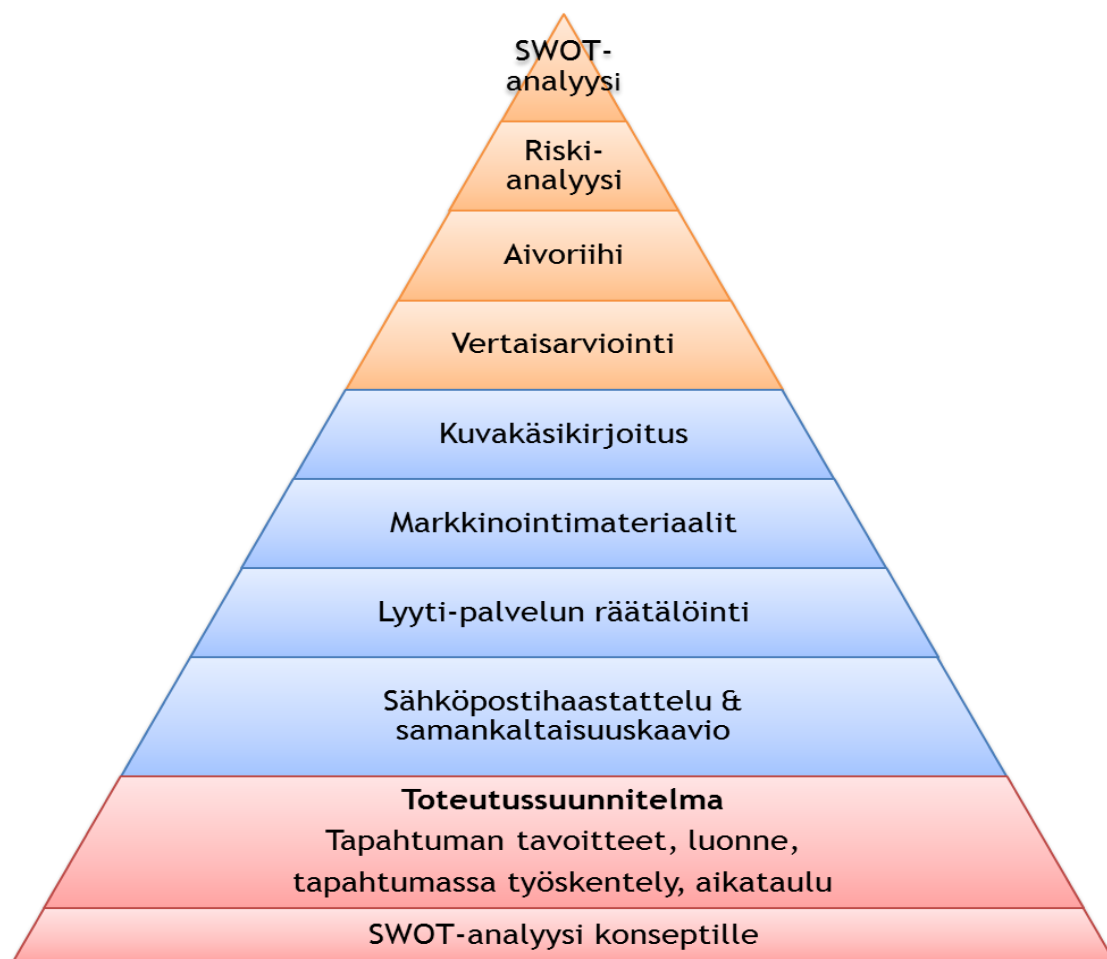 SWOT-
analyysi
Riski-
analyysi
Aivoriihi
Vertaisarviointi
Kuvakäsikirjoitus
Markkinointimateriaalit
Lyyti-palvelun räätälöinti
Sähköpostihaastattelu &
samankaltaisuuskaavio
Toteutussuunnitelma
Tapahtuman tavoitteet, luonne,
tapahtumassa työskentely, aikataulu
SWOT-analyysi konseptille